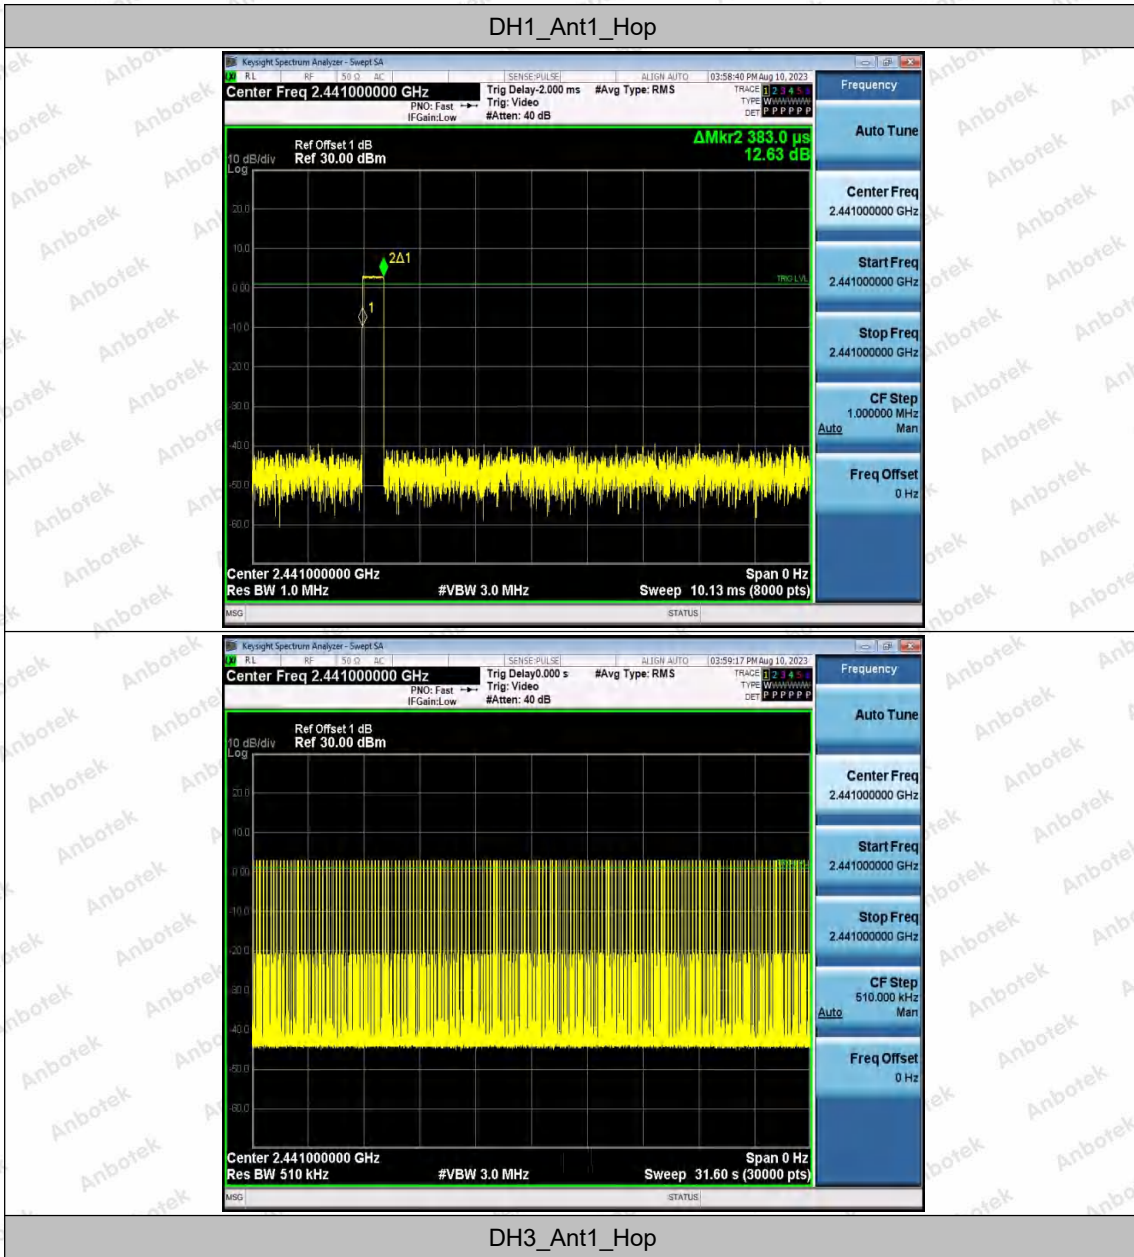 DH1_Ant1_Hop
Keysight Spectrum Analyzer - Swept SA
RL RF 50 Ω AC SENSE:PULSE ALIGN AUTO 03:58:40 PM Aug 10, 2023
Center Freq 2.441000000 GHz
PNO: Fast
IFGain:Low
Trig Delay-2.000 ms
Trig: Video
#Atten: 40 dB
#Avg Type: RMS
TRACE 1 2 3 4 5 6
TYPE WWWWWW
DET P P P P P P
ΔMkr2 383.0 µs
12.63 dB
Ref Offset 1 dB
10 dB/div Ref 30.00 dBm
Log
20.0
10.0
0.00
-10.0
-20.0
-30.0
-40.0
-50.0
-60.0
2Δ1
1
TRIG LVL
Center 2.441000000 GHz Span 0 Hz
Res BW 1.0 MHz #VBW 3.0 MHz Sweep 10.13 ms (8000 pts)
MSG STATUS
Frequency
Auto Tune
Center Freq
2.441000000 GHz
Start Freq
2.441000000 GHz
Stop Freq
2.441000000 GHz
CF Step
1.000000 MHz
Auto Man
Freq Offset
0 Hz
Keysight Spectrum Analyzer - Swept SA
RL RF 50 Ω AC SENSE:PULSE ALIGN AUTO 03:59:17 PM Aug 10, 2023
Center Freq 2.441000000 GHz
PNO: Fast
IFGain:Low
Trig Delay0.000 s
Trig: Video
#Atten: 40 dB
#Avg Type: RMS
TRACE 1 2 3 4 5 6
TYPE WWWWWW
DET P P P P P P
Ref Offset 1 dB
10 dB/div Ref 30.00 dBm
Log
20.0
10.0
0.00
-10.0
-20.0
-30.0
-40.0
-50.0
-60.0
Center 2.441000000 GHz Span 0 Hz
Res BW 510 kHz #VBW 3.0 MHz Sweep 31.60 s (30000 pts)
MSG STATUS
Frequency
Auto Tune
Center Freq
2.441000000 GHz
Start Freq
2.441000000 GHz
Stop Freq
2.441000000 GHz
CF Step
510.000 kHz
Auto Man
Freq Offset
0 Hz
DH3_Ant1_Hop
Anbotek